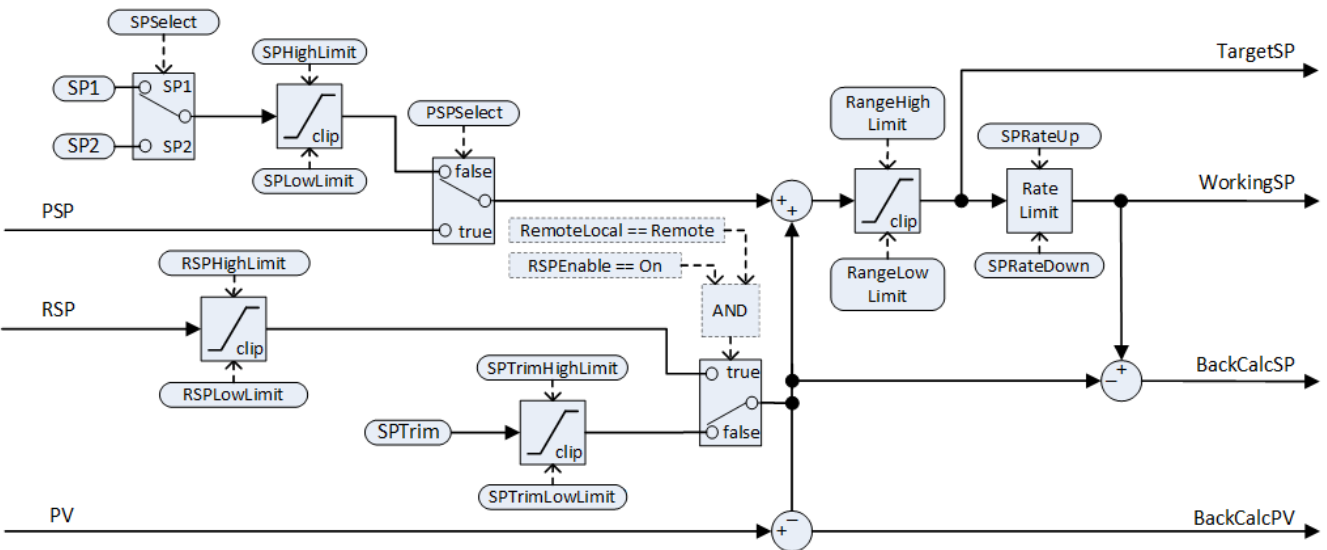 SPSelect
TargetSP
SPHighLimit
SP1
SP1
SP2
SP2
clip
SPLowLimit
PSPSelect
false
true
PSP
RemoteLocal == Remote
RSPEnable == On
AND
+
+
RangeHigh
Limit
clip
RangeLow
Limit
SPRateUp
Rate
Limit
SPRateDown
WorkingSP
RSPHighLimit
RSP
clip
RSPLowLimit
SPTrimHighLimit
true
false
SPTrim
clip
SPTrimLowLimit
+
−
BackCalcSP
PV
+
−
BackCalcPV